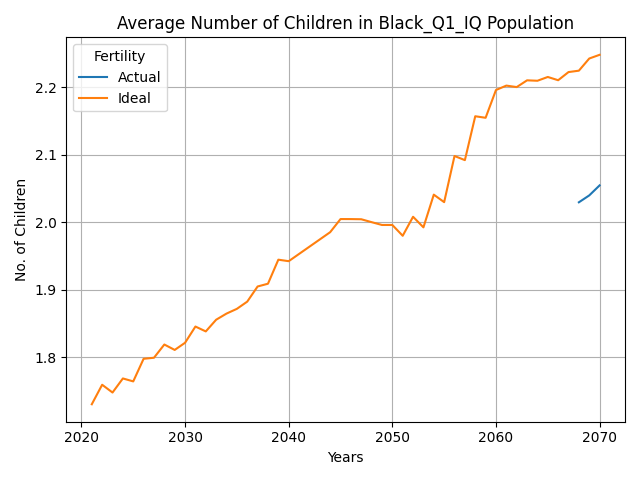 Average Number of Children in Black_Q1_IQ Population
Fertility
Actual
Ideal
2.2
2.1
2.0
1.9
1.8
No. of Children
2020 2030 2040 2050 2060 2070
Years